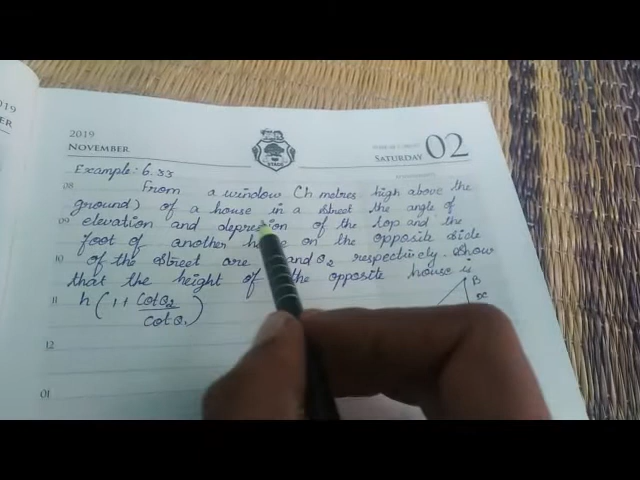 2019
NOVEMBER
SATURDAY 02
Example: 6.33
08 From a window (h metres high above the
ground) of a house in a street the angle of
09 elevation and depression of the top and the
foot of another on the opposite side
10 of the street are and θ2 respectively. Show
that the height of the opposite house is
11 h (1+ cotθ2
cotθ1)
B
x
12
01
2019